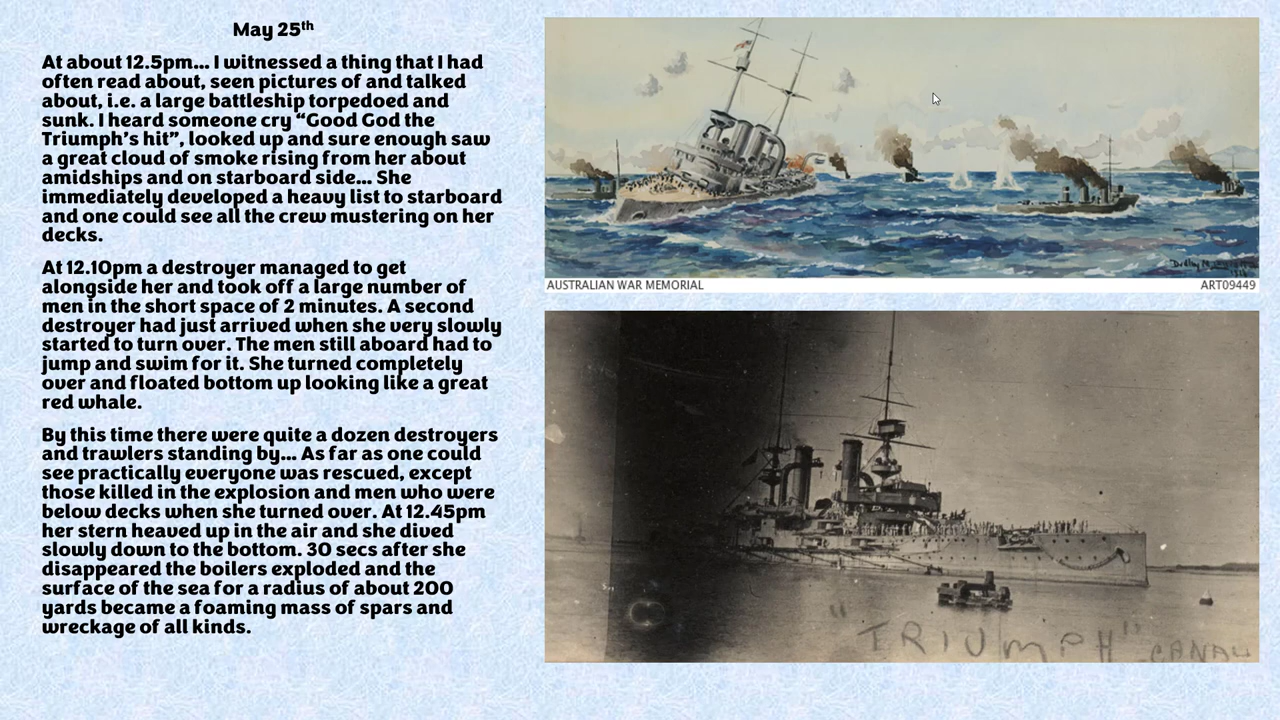 May 25th
At about 12.5pm... I witnessed a thing that I had
often read about, seen pictures of and talked
about, i.e. a large battleship torpedoed and
sunk. I heard someone cry “Good God the
Triumph’s hit”, looked up and sure enough saw
a great cloud of smoke rising from her about
amidships and on starboard side... She
immediately developed a heavy list to starboard
and one could see all the crew mustering on her
decks.
At 12.10pm a destroyer managed to get
alongside her and took off a large number of
men in the short space of 2 minutes. A second
destroyer had just arrived when she very slowly
started to turn over. The men still aboard had to
jump and swim for it. She turned completely
over and floated bottom up looking like a great
red whale.
By this time there were quite a dozen destroyers
and trawlers standing by... As far as one could
see practically everyone was rescued, except
those killed in the explosion and men who were
below decks when she turned over. At 12.45pm
her stern heaved up in the air and she dived
slowly down to the bottom. 30 secs after she
disappeared the boilers exploded and the
surface of the sea for a radius of about 200
yards became a foaming mass of spars and
wreckage of all kinds.
AUSTRALIAN WAR MEMORIAL ART09449
"TRIUMPH" CANAL